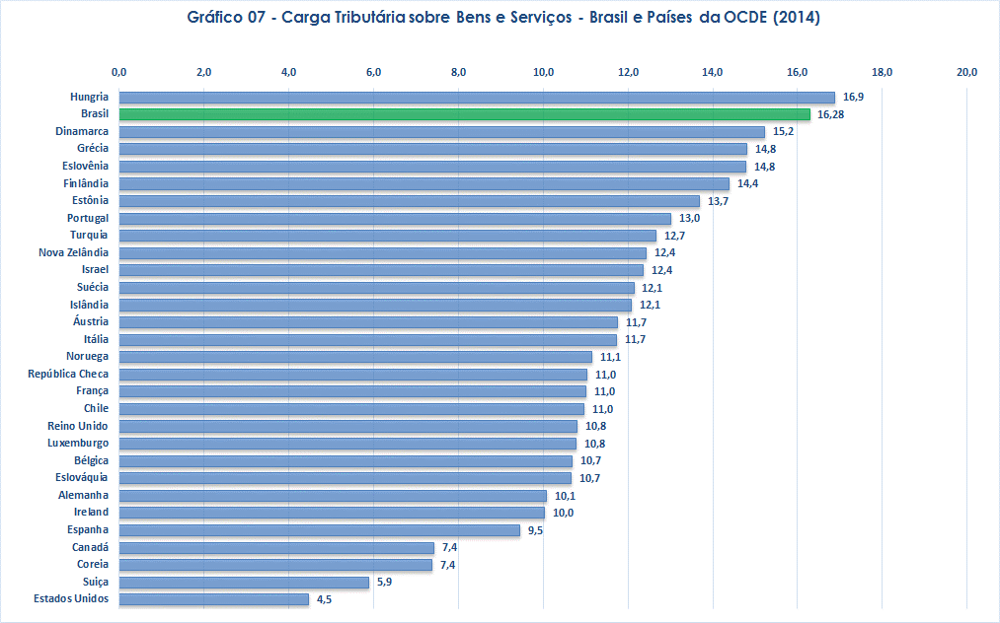 Gráfico 07 - Carga Tributária sobre Bens e Serviços - Brasil e Países da OCDE (2014)
0,0 2,0 4,0 6,0 8,0 10,0 12,0 14,0 16,0 18,0 20,0
Hungria 16,9
Brasil 16,28
Dinamarca 15,2
Grécia 14,8
Eslovênia 14,8
Finlândia 14,4
Estônia 13,7
Portugal 13,0
Turquia 12,7
Nova Zelândia 12,4
Israel 12,4
Suécia 12,1
Islândia 12,1
Áustria 11,7
Itália 11,7
Noruega 11,1
República Checa 11,0
França 11,0
Chile 11,0
Reino Unido 10,8
Luxemburgo 10,8
Bélgica 10,7
Eslováquia 10,7
Alemanha 10,1
Ireland 10,0
Espanha 9,5
Canadá 7,4
Coreia 7,4
Suiça 5,9
Estados Unidos 4,5